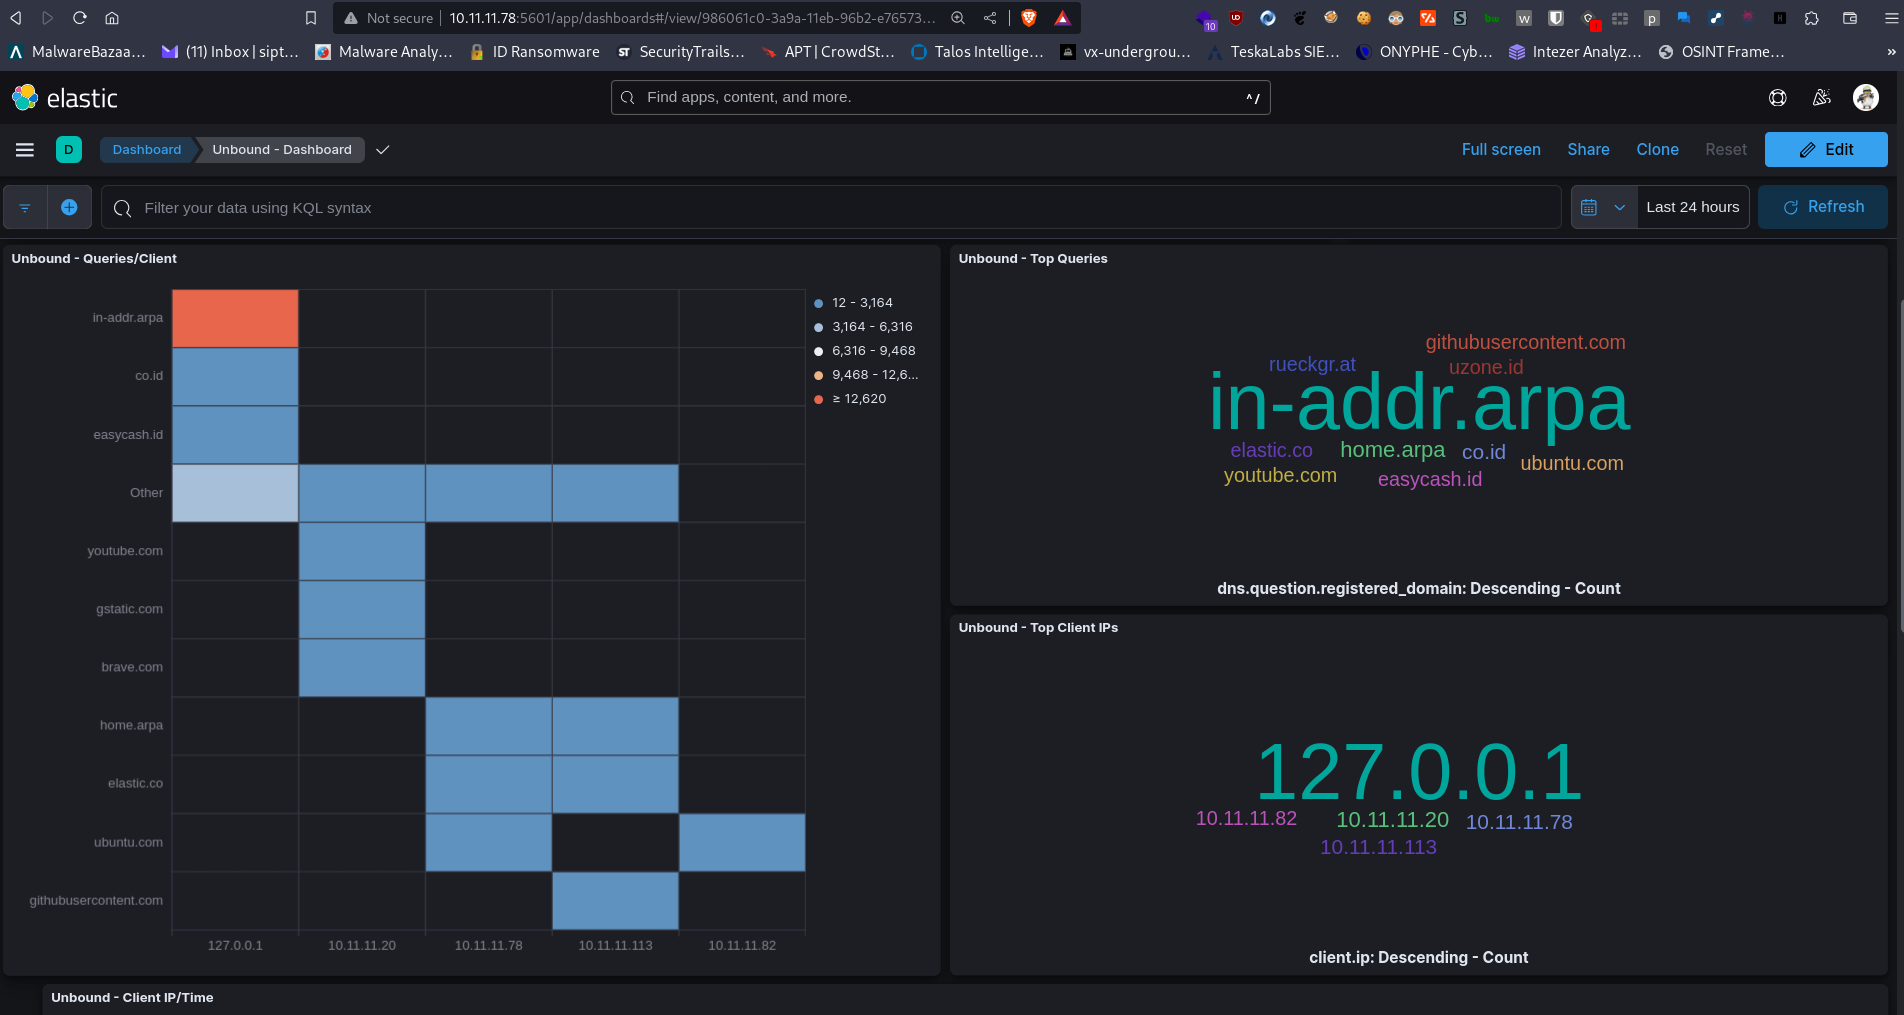 Not secure
10.11.11.78:5601/app/dashboards#/view/986061c0-3a9a-11eb-96b2-e76573...
10
MalwareBazaa...
(11) Inbox | sipt...
Malware Analy...
ID Ransomware
SecurityTrails...
APT | CrowdSt...
Talos Intellige...
vx-undergrou...
TeskaLabs SIE...
ONYPHE - Cyb...
Intezer Analyz...
OSINT Frame...
»
elastic
Find apps, content, and more.
^ /
D
Dashboard
Unbound - Dashboard
Full screen
Share
Clone
Reset
Edit
Filter your data using KQL syntax
Last 24 hours
Refresh
Unbound - Queries/Client
in-addr.arpa
co.id
easycash.id
Other
youtube.com
gstatic.com
brave.com
home.arpa
elastic.co
ubuntu.com
githubusercontent.com
127.0.0.1
10.11.11.20
10.11.11.78
10.11.11.113
10.11.11.82
12 - 3,164
3,164 - 6,316
6,316 - 9,468
9,468 - 12,6...
≥ 12,620
Unbound - Top Queries
githubusercontent.com
rueckgr.at
uzone.id
in-addr.arpa
elastic.co
home.arpa
co.id
ubuntu.com
youtube.com
easycash.id
dns.question.registered_domain: Descending - Count
Unbound - Top Client IPs
127.0.0.1
10.11.11.82
10.11.11.20
10.11.11.78
10.11.11.113
client.ip: Descending - Count
Unbound - Client IP/Time